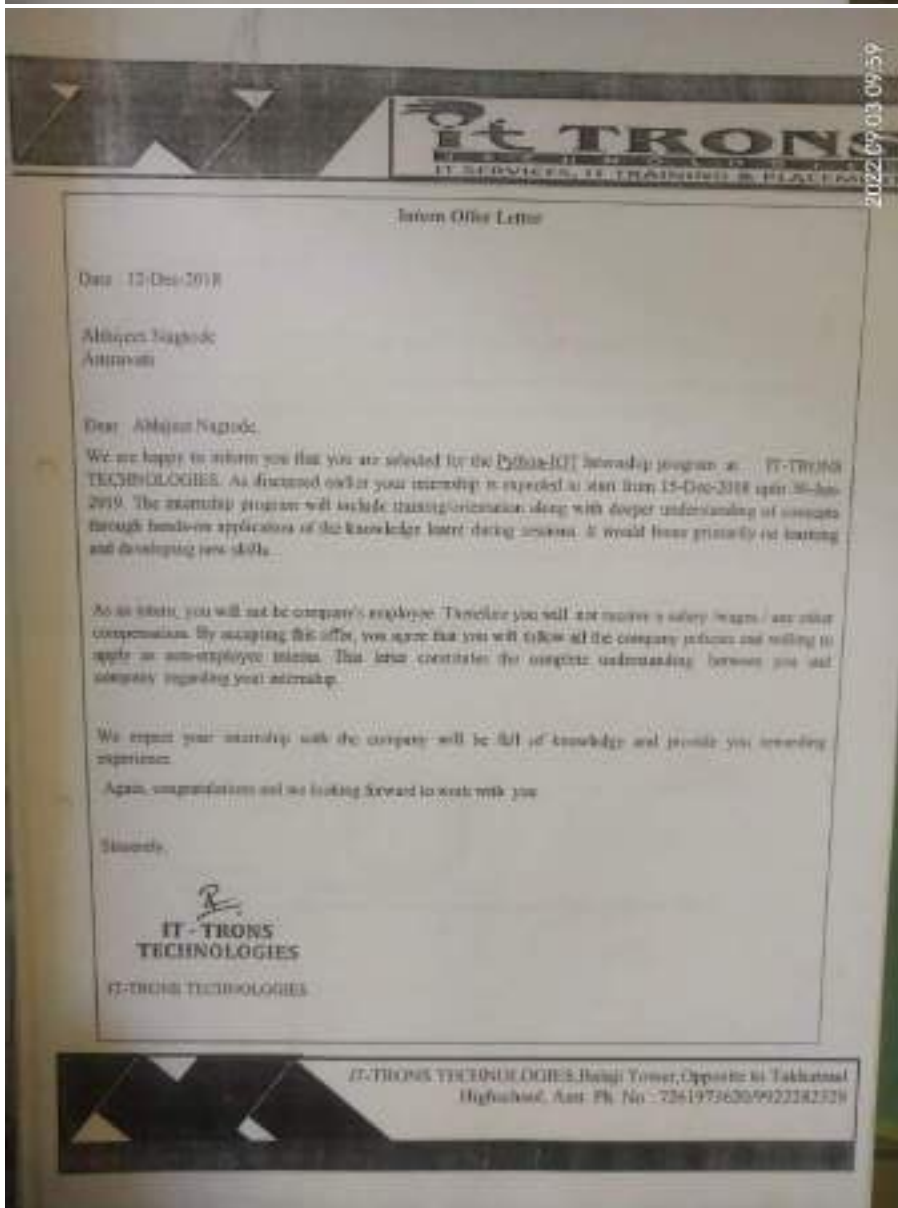 2022.09.03 09:59
it TRONS
TECHNOLOGIES
IT SERVICES, IT TRAINING & PLACEMENT
Intern Offer Letter
Date 12-Dec-2018
Abhijeet Nagtode
Amravati
Dear Abhijeet Nagtode,
We are happy to inform you that you are selected for the Python-IOT Internship program at IT-TRONS
TECHNOLOGIES. As discussed earlier your internship is expected to start from 15-Dec-2018 upto
2019. The internship program will include training/orientation along with deeper understanding of concepts
through hands-on application of the knowledge learnt during sessions. It would focus primarily on learning
and developing new skills.
As an intern, you will not be company's employee. Therefore you will not receive a salary /wages / any other
compensation. By accepting this offer, you agree that you will follow all the company policies and willing to
apply as non-employee interns. This letter constitutes the complete understanding between you and
company regarding your internship.
We expect your internship with the company will be full of knowledge and provide you rewarding
experience.
Again, congratulations and we looking forward to work with you
Sincerely,
IT - TRONS
TECHNOLOGIES
IT-TRONS TECHNOLOGIES
IT-TRONS TECHNOLOGIES, Balaji Tower, Opposite to Takhatmal
Highschool, Amt. Ph. No : 7261973620/9922282329